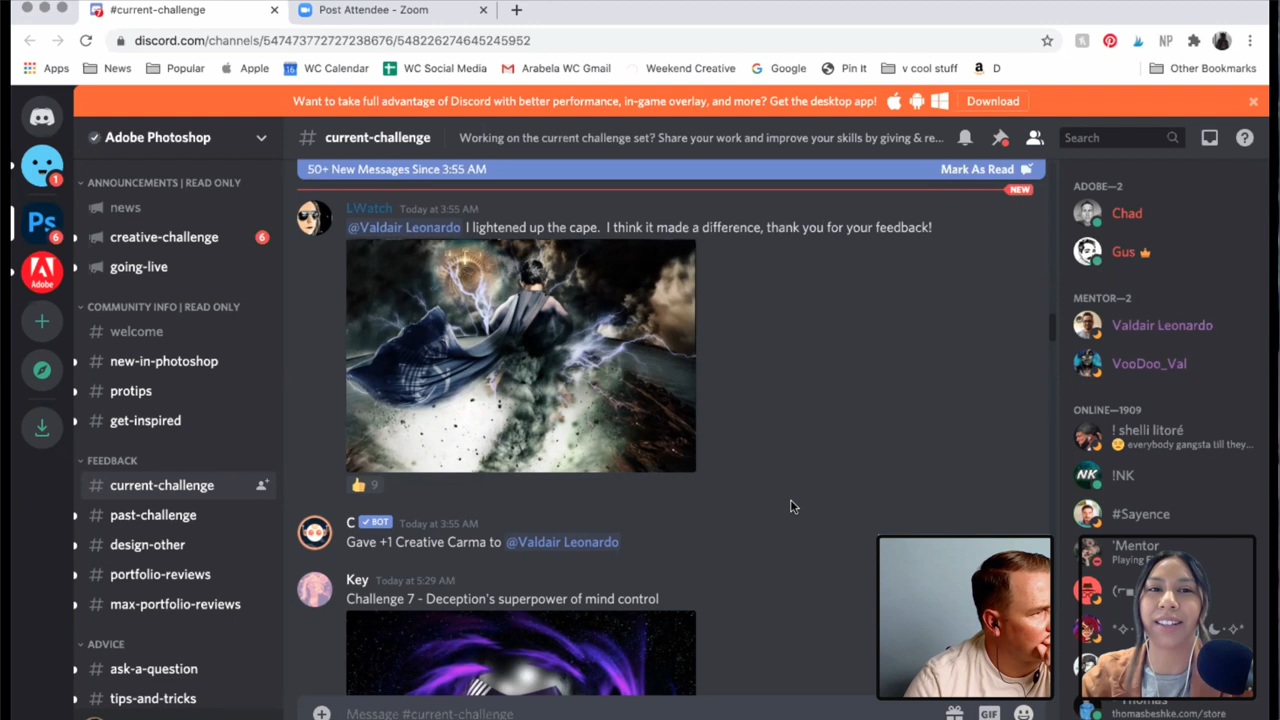 #current-challenge
Post Attendee - Zoom
discord.com/channels/547473772727238676/548226274645245952
NP
Apps
News
Popular
Apple
16
WC Calendar
WC Social Media
Arabela WC Gmail
Weekend Creative
Google
Pin It
v cool stuff
D
Other Bookmarks
Want to take full advantage of Discord with better performance, in-game overlay, and more? Get the desktop app!
Download
Adobe Photoshop
# current-challenge
Working on the current challenge set? Share your work and improve your skills by giving & re...
Search
1
Ps
6
Adobe
ANNOUNCEMENTS | READ ONLY
news
creative-challenge
6
going-live
COMMUNITY INFO | READ ONLY
# welcome
# new-in-photoshop
# protips
# get-inspired
FEEDBACK
# current-challenge
# past-challenge
# design-other
# portfolio-reviews
# max-portfolio-reviews
ADVICE
# ask-a-question
# tips-and-tricks
50+ New Messages Since 3:55 AM
Mark As Read
NEW
LWatch Today at 3:55 AM
@Valdair Leonardo I lightened up the cape. I think it made a difference, thank you for your feedback!
9
C BOT Today at 3:55 AM
Gave +1 Creative Carma to @Valdair Leonardo
Key Today at 5:29 AM
Challenge 7 - Deception's superpower of mind control
Message #current-challenge
GIF
ADOBE—2
Chad
Gus
MENTOR—2
Valdair Leonardo
VooDoo_Val
ONLINE—1909
! shelli litoré
everybody gangsta till they...
NK
!NK
#Sayence
'Mentor
Thomas
thomasbeshke.com/store